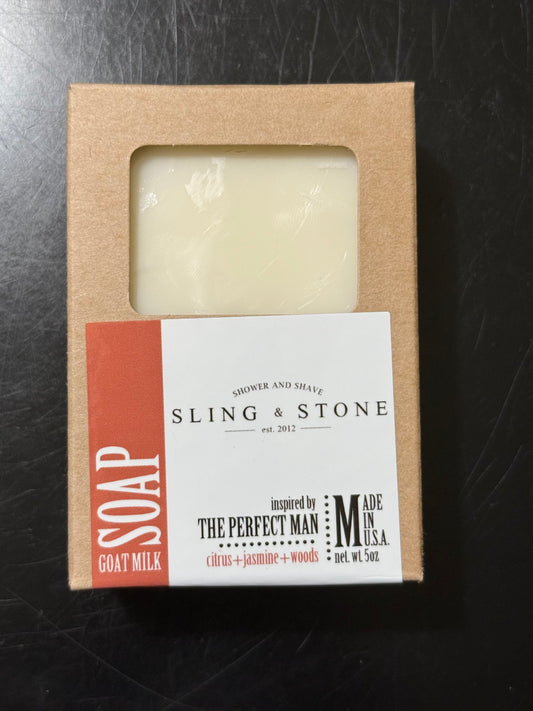 SHOWER AND SHAVE
SLING & STONE
est. 2012
SOAP
GOAT MILK
inspired by
THE PERFECT MAN
citrus+jasmine+woods
MADE
IN
U.S.A.
net. wt. 5oz